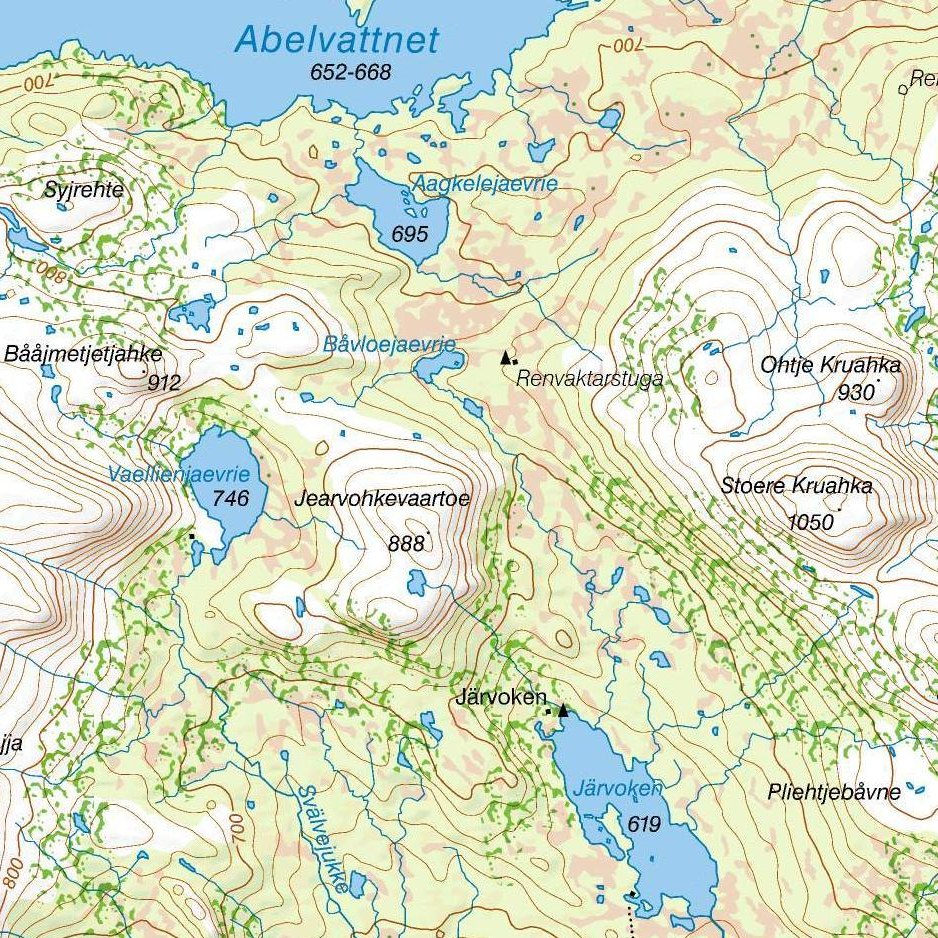 Abelvattnet
652-668
700
700
Syjrehte
Aagkelejaevrie
695
800
Bååjmetjetjahke
912
Båvloejaevrie
Renvaktarstuga
Ohtje Kruahka
930
Vaellienjaevrie
746
Jearvohkevaartoe
888
Stoere Kruahka
1050
Järvoken
Järvoken
619
Pliehtjebåvne
Svälvejukke
700
800